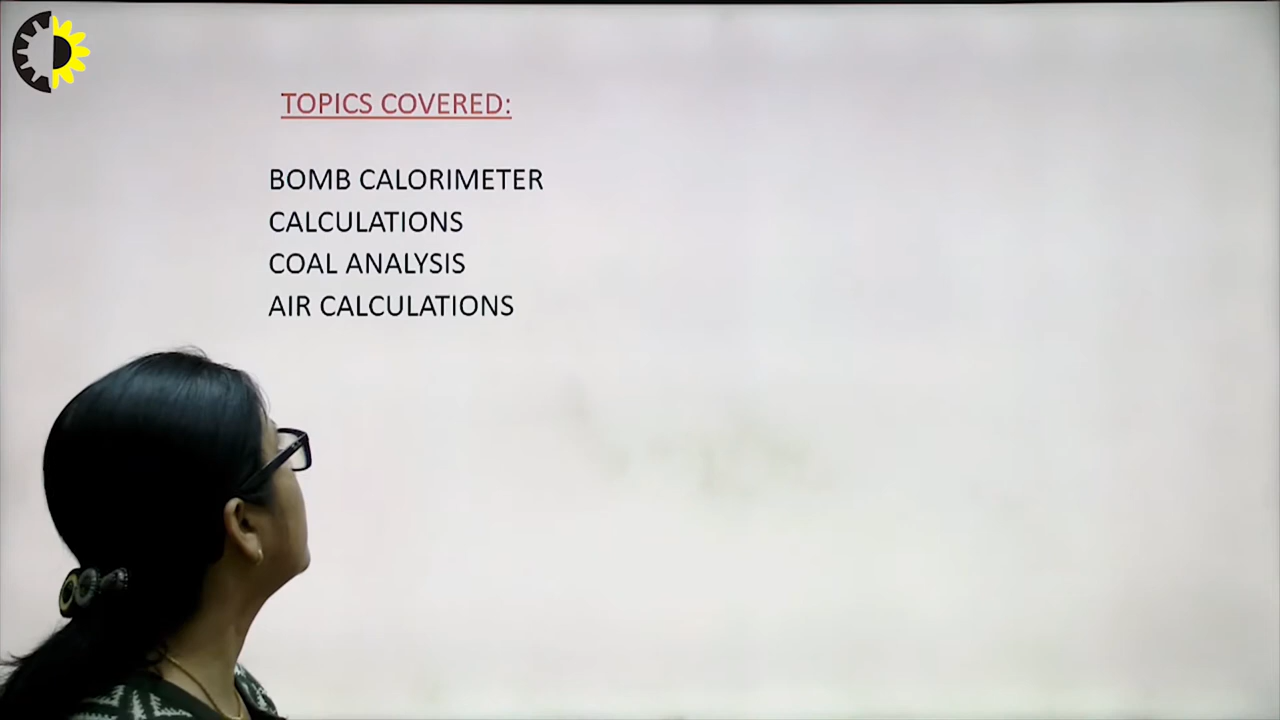 TOPICS COVERED:
BOMB CALORIMETER
CALCULATIONS
COAL ANALYSIS
AIR CALCULATIONS